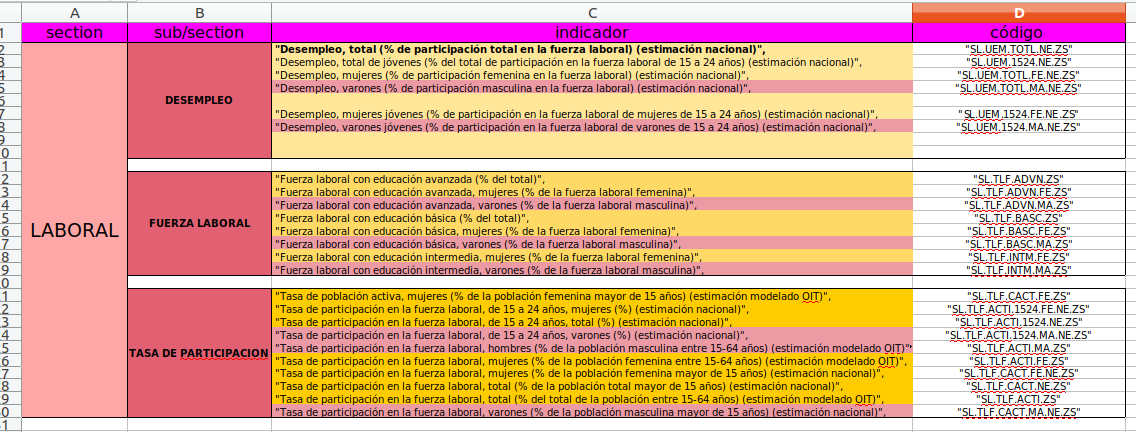 A B C D
1 section sub/section indicador código
2 "Desempleo, total (% de participación total en la fuerza laboral) (estimación nacional)", "SL.UEM.TOTL.NE.ZS"
3 "Desempleo, total de jóvenes (% del total de participación en la fuerza laboral de 15 a 24 años) (estimación nacional)", "SL.UEM.1524.NE.ZS"
4 "Desempleo, mujeres (% de participación femenina en la fuerza laboral) (estimación nacional)", "SL.UEM.TOTL.FE.NE.ZS"
5 "Desempleo, varones (% de participación masculina en la fuerza laboral) (estimación nacional)", "SL.UEM.TOTL.MA.NE.ZS"
6 DESEMPLEO
7 "Desempleo, mujeres jóvenes (% de participación en la fuerza laboral de mujeres de 15 a 24 años) (estimación nacional)", "SL.UEM.1524.FE.NE.ZS"
8 "Desempleo, varones jóvenes (% de participación en la fuerza laboral de varones de 15 a 24 años) (estimación nacional)", "SL.UEM.1524.MA.NE.ZS"
9
0
1
2 "Fuerza laboral con educación avanzada (% del total)", "SL.TLF.ADVN.ZS"
3 "Fuerza laboral con educación avanzada, mujeres (% de la fuerza laboral femenina)", "SL.TLF.ADVN.FE.ZS"
4 "Fuerza laboral con educación avanzada, varones (% de la fuerza laboral masculina)", "SL.TLF.ADVN.MA.ZS"
5 "Fuerza laboral con educación básica (% del total)", "SL.TLF.BASC.ZS"
LABORAL FUERZA LABORAL
6 "Fuerza laboral con educación básica, mujeres (% de la fuerza laboral femenina)", "SL.TLF.BASC.FE.ZS"
7 "Fuerza laboral con educación básica, varones (% de la fuerza laboral masculina)", "SL.TLF.BASC.MA.ZS"
8 "Fuerza laboral con educación intermedia, mujeres (% de la fuerza laboral femenina)", "SL.TLF.INTM.FE.ZS"
9 "Fuerza laboral con educación intermedia, varones (% de la fuerza laboral masculina)", "SL.TLF.INTM.MA.ZS"
20
21 "Tasa de población activa, mujeres (% de la población femenina mayor de 15 años) (estimación modelado OIT)", "SL.TLF.CACT.FE.ZS"
22 "Tasa de participación en la fuerza laboral, de 15 a 24 años, mujeres (%) (estimación nacional)", "SL.TLF.ACTI.1524.FE.NE.ZS"
23 "Tasa de participación en la fuerza laboral, de 15 a 24 años, total (%) (estimación nacional)", "SL.TLF.ACTI.1524.NE.ZS"
24 "Tasa de participación en la fuerza laboral, de 15 a 24 años, varones (%) (estimación nacional)", "SL.TLF.ACTI.1524.MA.NE.ZS"
25 "Tasa de participación en la fuerza laboral, hombres (% de la población masculina entre 15-64 años) (estimación modelado OIT)" "SL.TLF.ACTI.MA.ZS"
TASA DE PARTICIPACION
26 "Tasa de participación en la fuerza laboral, mujeres (% de la población femenina entre 15-64 años) (estimación modelado OIT)", "SL.TLF.ACTI.FE.ZS"
27 "Tasa de participación en la fuerza laboral, mujeres (% de la población femenina mayor de 15 años) (estimación nacional)", "SL.TLF.CACT.FE.NE.ZS"
28 "Tasa de participación en la fuerza laboral, total (% de la población total mayor de 15 años) (estimación nacional)", "SL.TLF.CACT.NE.ZS"
29 "Tasa de participación en la fuerza laboral, total (% del total de la población entre 15-64 años) (estimación modelado OIT)", "SL.TLF.ACTI.ZS"
30 "Tasa de participación en la fuerza laboral, varones (% de la población masculina mayor de 15 años) (estimación nacional)", "SL.TLF.CACT.MA.NE.ZS"
31